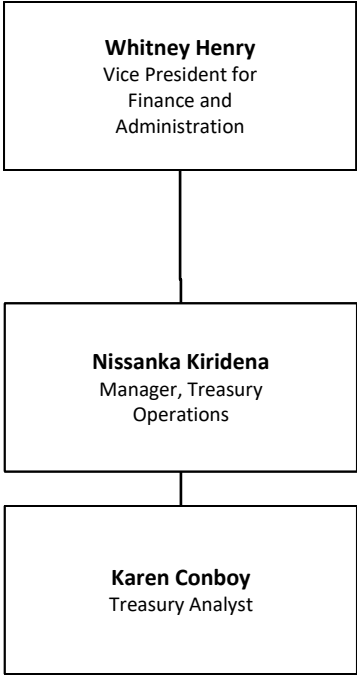 Whitney Henry
Vice President for
Finance and
Administration
Nissanka Kiridena
Manager, Treasury
Operations
Karen Conboy
Treasury Analyst